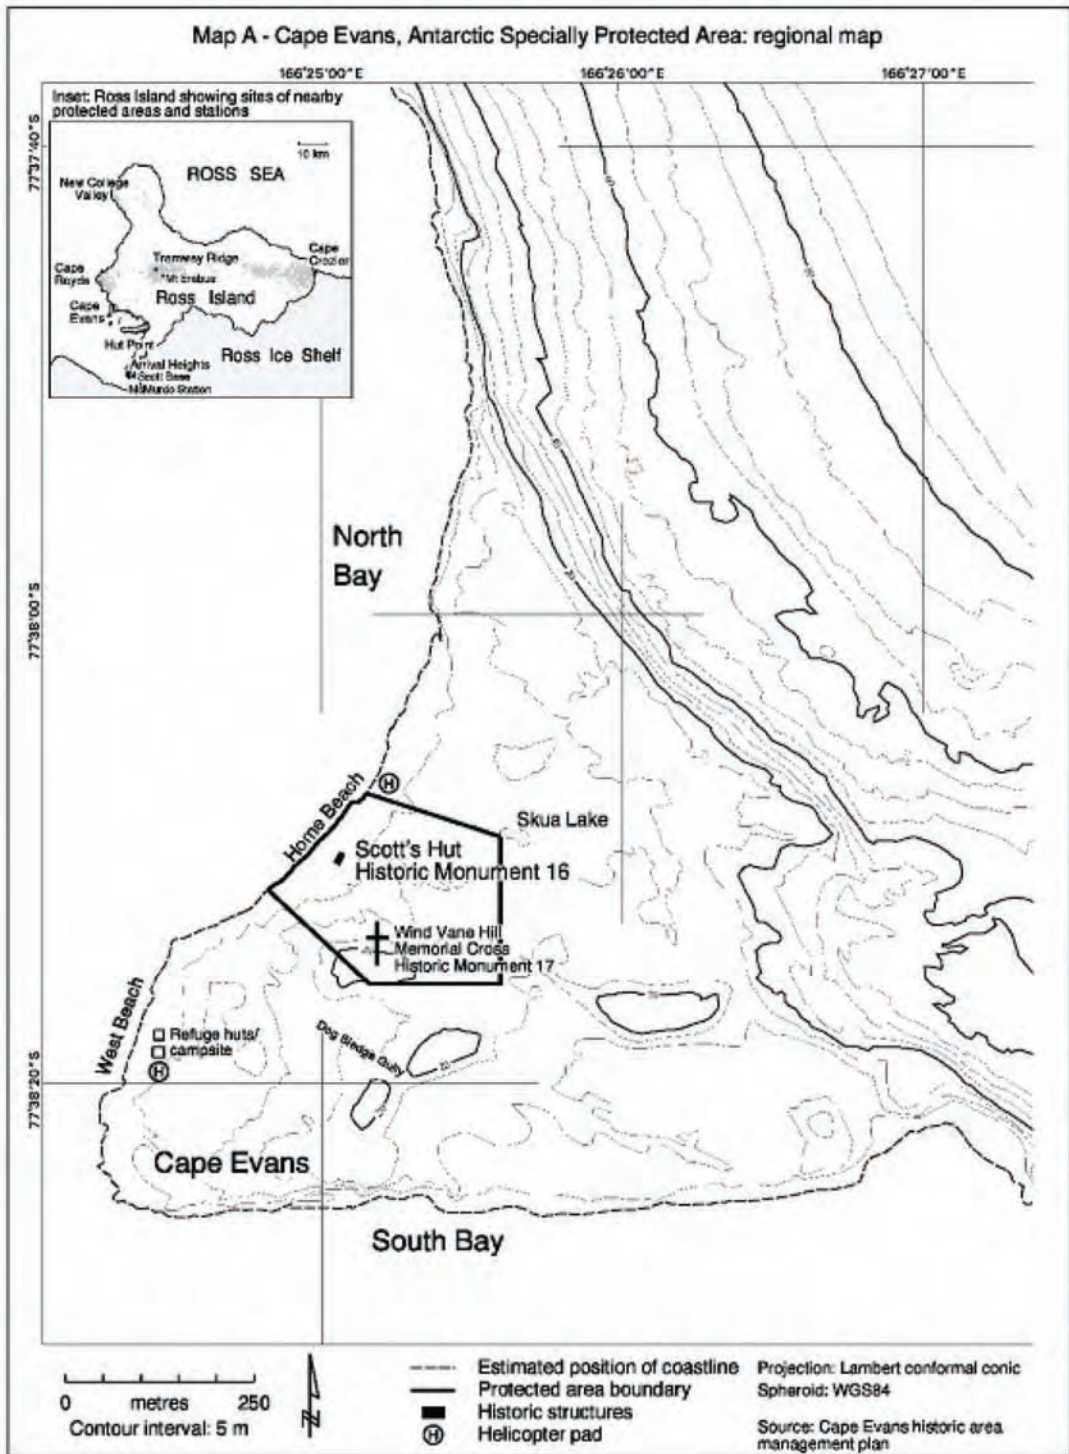 Map A - Cape Evans, Antarctic Specially Protected Area: regional map
166°25'00" E
166°26'00" E
166°27'00" E
Inset: Ross Island showing sites of nearby
protected areas and stations
10 km
ROSS SEA
New College
Valley
Tramway Ridge
Mt Erebus
Cape
Crozier
Cape
Royds
Ross Island
Cape
Evans
Hut Point
Ross Ice Shelf
Arrival Heights
Scott Base
McMurdo Station
77°37'40" S
North
Bay
77°38'00" S
Home Beach
H
Skua Lake
Scott's Hut
Historic Monument 16
Wind Vane Hill
Memorial Cross
Historic Monument 17
West Beach
Refuge huts/
campsite
H
Dog Sledge Gully
77°38'20" S
Cape Evans
South Bay
0 metres 250
Contour interval: 5 m
N
Estimated position of coastline
Protected area boundary
Historic structures
H Helicopter pad
Projection: Lambert conformal conic
Spheroid: WGS84
Source: Cape Evans historic area
management plan